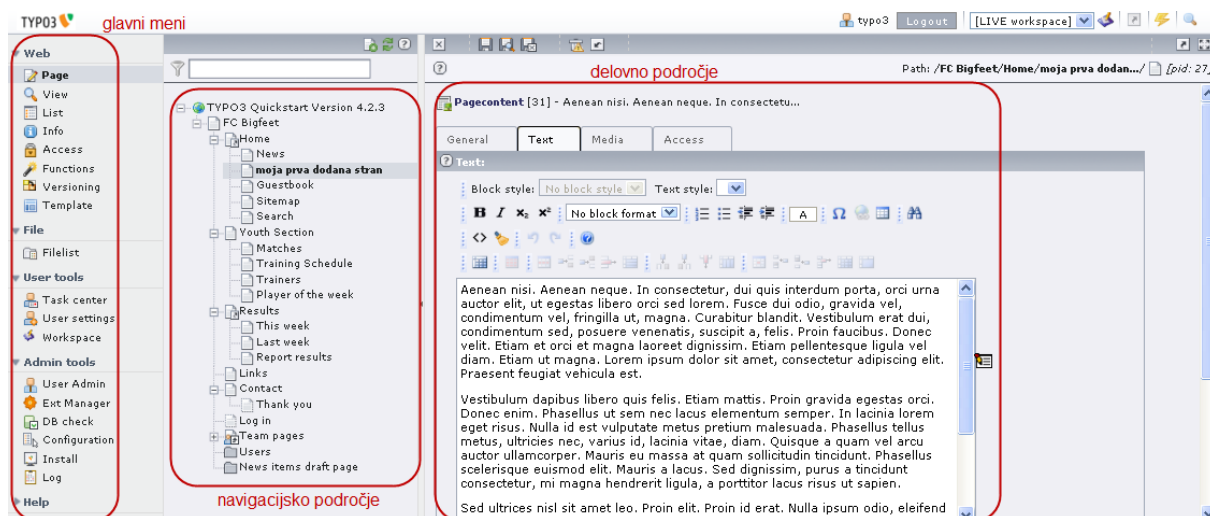 TYPO3
glavni meni
typo3 Logout [LIVE workspace]
Web
Page
View
List
Info
Access
Functions
Versioning
Template
File
Filelist
User tools
Task center
User settings
Workspace
Admin tools
User Admin
Ext Manager
DB check
Configuration
Install
Log
Help
TYPO3 Quickstart Version 4.2.3
FC Bigfeet
Home
News
moja prva dodana stran
Guestbook
Sitemap
Search
Youth Section
Matches
Training Schedule
Trainers
Player of the week
Results
This week
Last week
Report results
Links
Contact
Thank you
Log in
Team pages
Users
News items draft page
navigacijsko področje
delovno področje
Path: /FC Bigfeet/Home/moja prva dodan.../ [pid: 27]
Pagecontent [31] - Aenean nisi. Aenean neque. In consectetu...
General Text Media Access
Text:
Block style: No block style Text style:
B I x₂ x² No block format A Ω
Aenean nisi. Aenean neque. In consectetur, dui quis interdum porta, orci urna
auctor elit, ut egestas libero orci sed lorem. Fusce dui odio, gravida vel,
condimentum vel, fringilla ut, magna. Curabitur blandit. Vestibulum erat dui,
condimentum sed, posuere venenatis, suscipit a, felis. Proin faucibus. Donec
velit. Etiam et orci et magna laoreet dignissim. Etiam pellentesque ligula vel
diam. Etiam ut magna. Lorem ipsum dolor sit amet, consectetur adipiscing elit.
Praesent feugiat vehicula est.
Vestibulum dapibus libero quis felis. Etiam mattis. Proin gravida egestas orci.
Donec enim. Phasellus ut sem nec lacus elementum semper. In lacinia lorem
eget risus. Nulla id est vulputate metus pretium malesuada. Phasellus tellus
metus, ultricies nec, varius id, lacinia vitae, diam. Quisque a quam vel arcu
auctor ullamcorper. Mauris eu massa at quam sollicitudin tincidunt. Phasellus
scelerisque euismod elit. Mauris a lacus. Sed dignissim, purus a tincidunt
consectetur, mi magna hendrerit ligula, a porttitor lacus risus ut sapien.
Sed ultrices nisl sit amet leo. Proin elit. Proin id erat. Nulla ipsum odio, eleifend